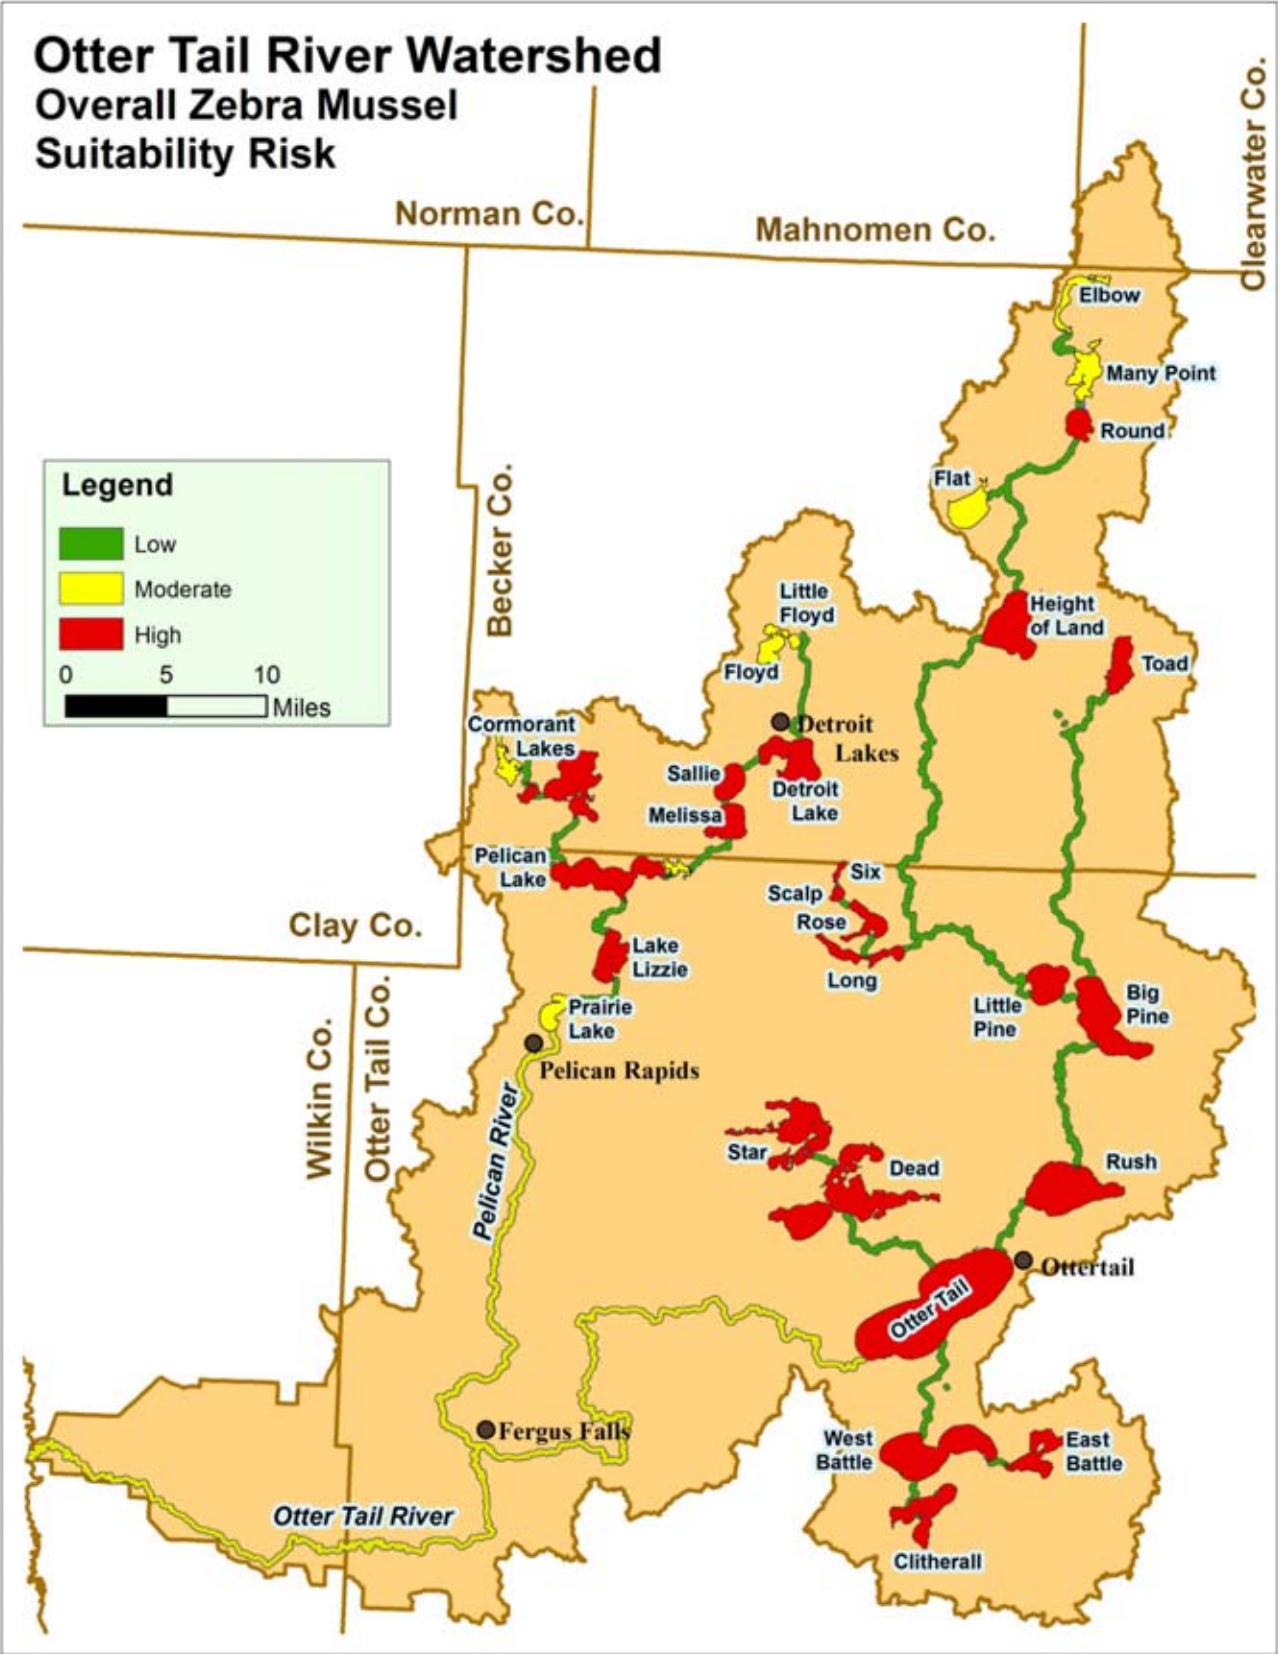 Otter Tail River Watershed
Overall Zebra Mussel
Suitability Risk
Clearwater Co.
Norman Co.
Mahnomen Co.
Elbow
Many Point
Round
Flat
Legend
Low
Moderate
High
0 5 10
Miles
Becker Co.
Little
Floyd
Floyd
Height
of Land
Toad
Cormorant
Lakes
Detroit
Lakes
Sallie
Detroit
Lake
Melissa
Pelican
Lake
Six
Scalp
Rose
Long
Clay Co.
Lake
Lizzie
Little
Pine
Big
Pine
Prairie
Lake
Pelican Rapids
Wilkin Co.
Otter Tail Co.
Pelican River
Star
Dead
Rush
Ottertail
Otter Tail
Fergus Falls
West
Battle
East
Battle
Otter Tail River
Clitherall